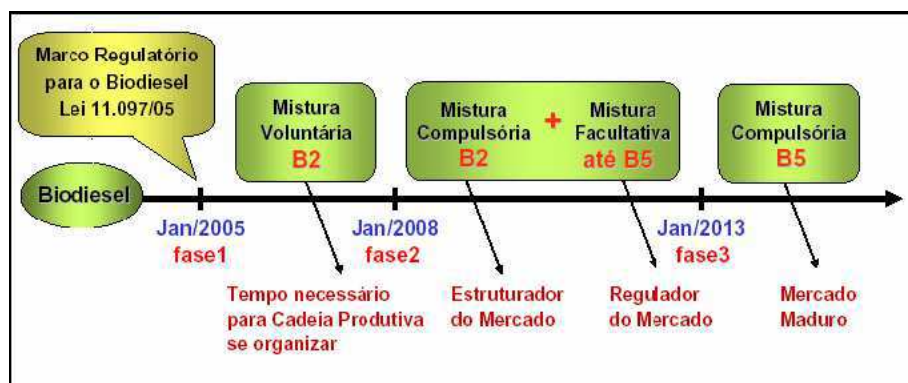 Marco Regulatório
para o Biodiesel
Lei 11.097/05
Mistura
Voluntária
B2
Mistura
Compulsória
B2
+
Mistura
Facultativa
até B5
Mistura
Compulsória
B5
Biodiesel
Jan/2005
fase1
Jan/2008
fase2
Jan/2013
fase3
Tempo necessário
para Cadeia Produtiva
se organizar
Estruturador
do Mercado
Regulador
do Mercado
Mercado
Maduro